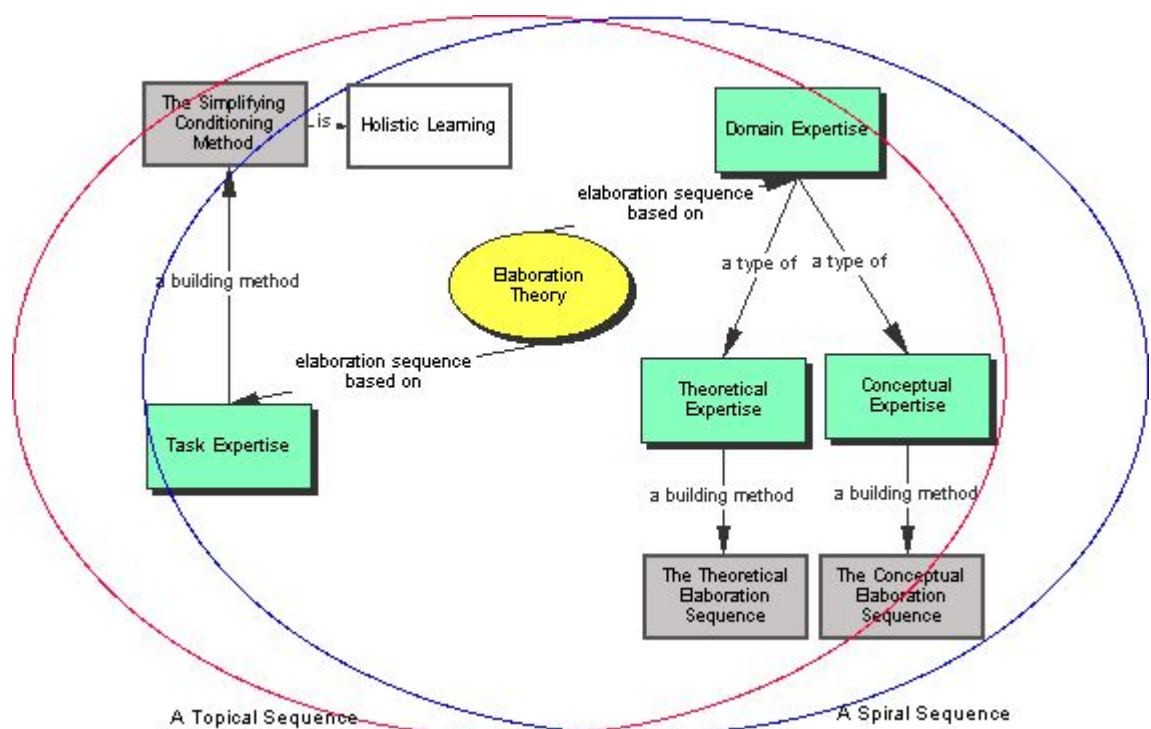 The Simplifying
Conditioning
Method
is
Holistic Learning
Domain Expertise
elaboration sequence
based on
a type of
a type of
Elaboration
Theory
a building method
elaboration sequence
based on
Theoretical
Expertise
Conceptual
Expertise
Task Expertise
a building method
a building method
The Theoretical
Elaboration
Sequence
The Conceptual
Elaboration
Sequence
A Topical Sequence
A Spiral Sequence